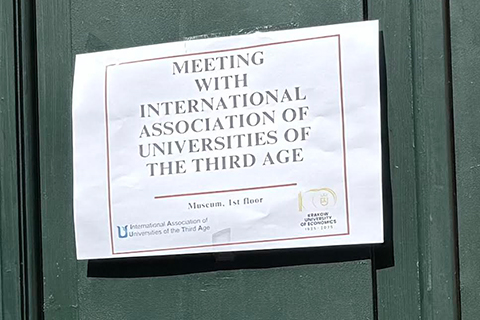 MEETING
WITH
INTERNATIONAL
ASSOCIATION OF
UNIVERSITIES OF
THE THIRD AGE
Museum, 1st floor
International Association of
Universities of the Third Age
KRAKOW
UNIVERSITY
OF ECONOMICS